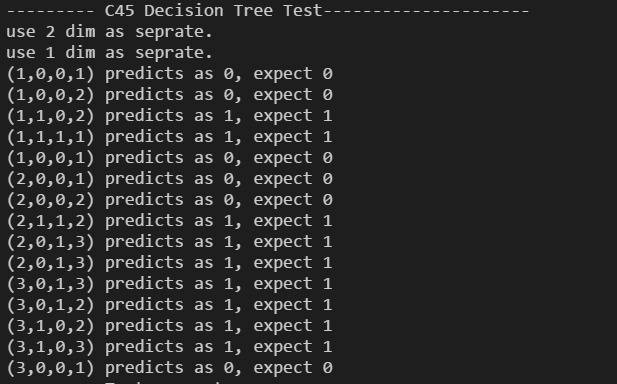 --------- C45 Decision Tree Test---------------------
use 2 dim as seprate.
use 1 dim as seprate.
(1,0,0,1) predicts as 0, expect 0
(1,0,0,2) predicts as 0, expect 0
(1,1,0,2) predicts as 1, expect 1
(1,1,1,1) predicts as 1, expect 1
(1,0,0,1) predicts as 0, expect 0
(2,0,0,1) predicts as 0, expect 0
(2,0,0,2) predicts as 0, expect 0
(2,1,1,2) predicts as 1, expect 1
(2,0,1,3) predicts as 1, expect 1
(2,0,1,3) predicts as 1, expect 1
(3,0,1,3) predicts as 1, expect 1
(3,0,1,2) predicts as 1, expect 1
(3,1,0,2) predicts as 1, expect 1
(3,1,0,3) predicts as 1, expect 1
(3,0,0,1) predicts as 0, expect 0